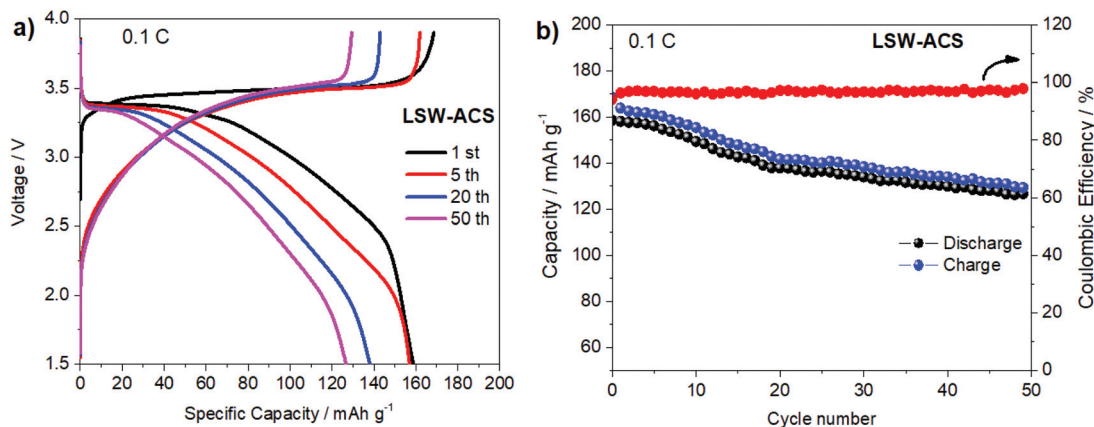 a)
0.1 C
LSW-ACS
1 st
5 th
20 th
50 th
4.0
3.5
3.0
2.5
2.0
1.5
Voltage / V
0 20 40 60 80 100 120 140 160 180 200
Specific Capacity / mAh g-1
b)
0.1 C
LSW-ACS
200
180
160
140
120
100
80
60
Capacity / mAh g-1
Discharge
Charge
120
100
80
60
40
20
0
Coulombic Efficiency / %
0 10 20 30 40 50
Cycle number